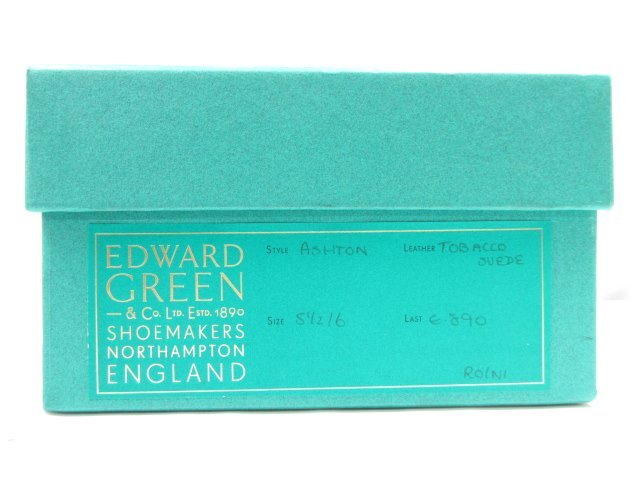 EDWARD
GREEN
& Co. Ltd. Estd. 1890
SHOEMAKERS
NORTHAMPTON
ENGLAND
STYLE ASHTON
LEATHER TOBACCO
SUEDE
SIZE 5½/6
LAST E.890